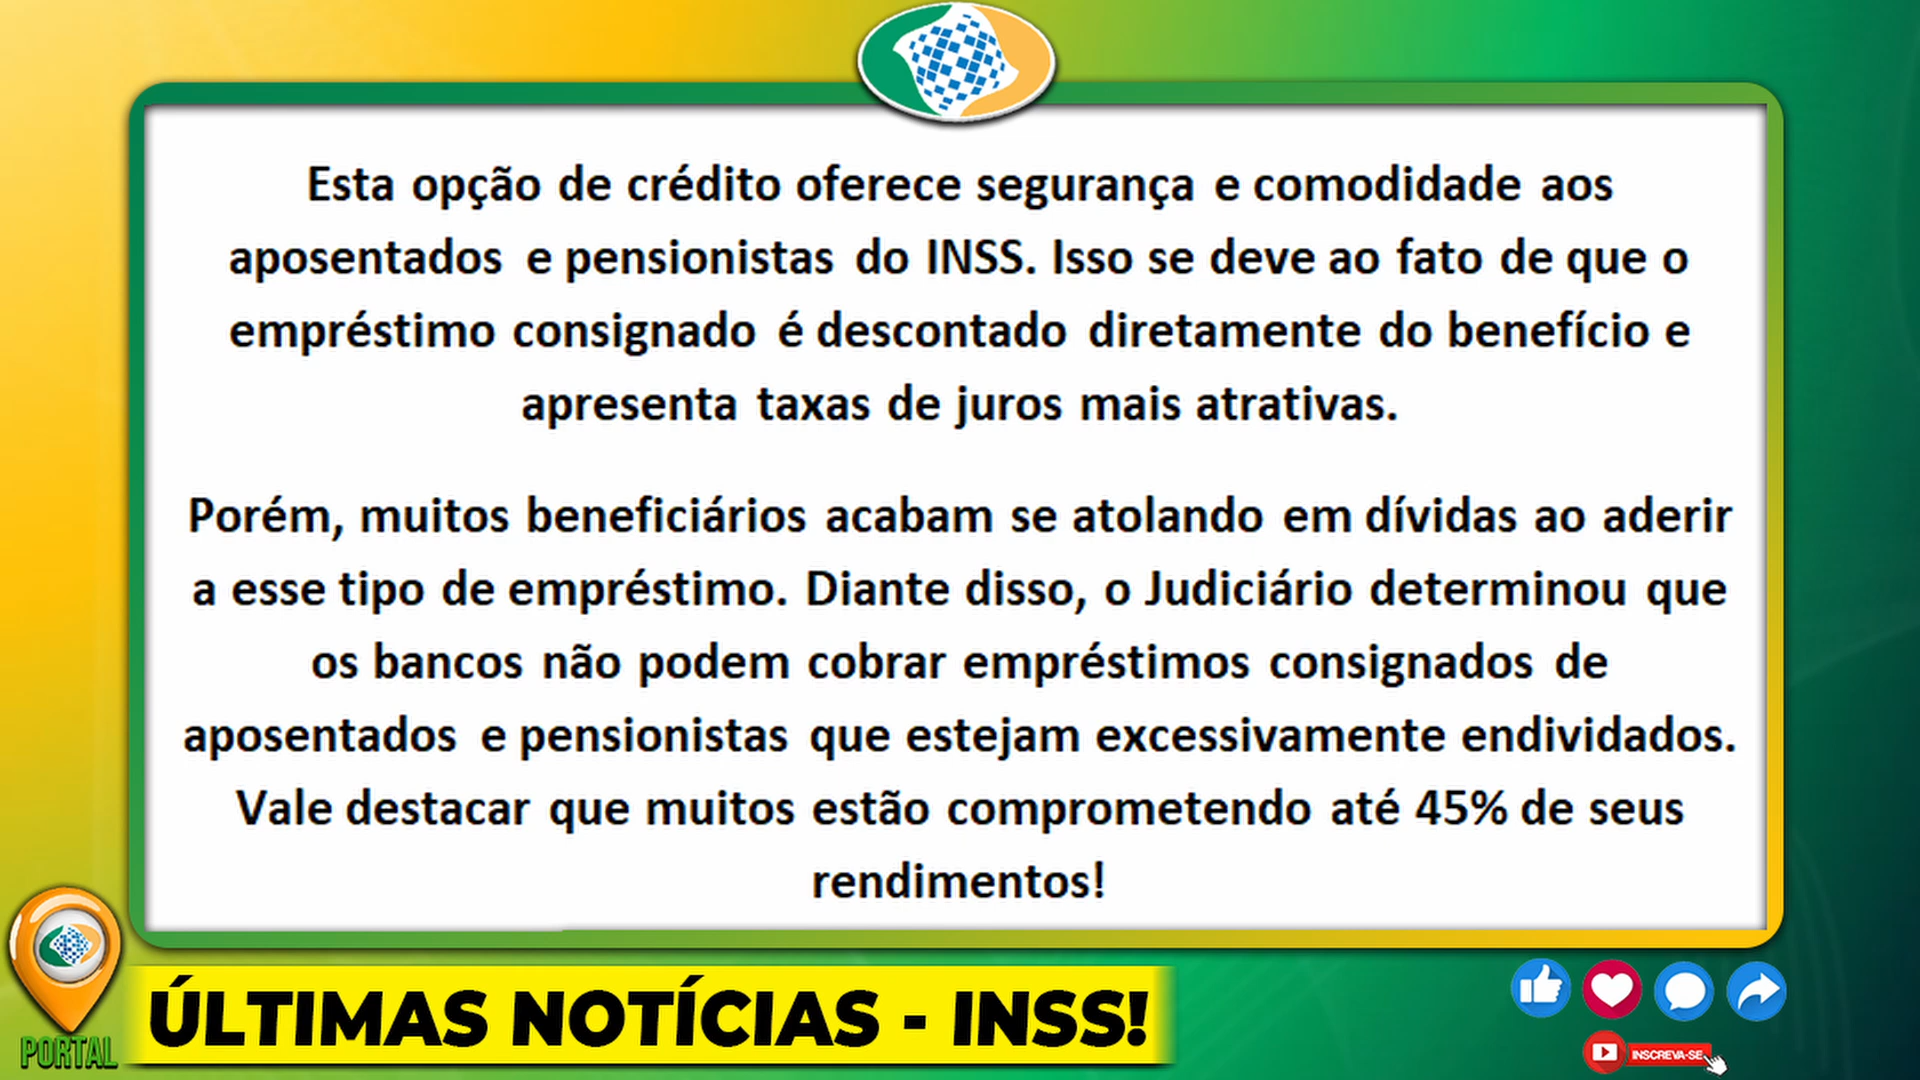 Esta opção de crédito oferece segurança e comodidade aos
aposentados e pensionistas do INSS. Isso se deve ao fato de que o
empréstimo consignado é descontado diretamente do benefício e
apresenta taxas de juros mais atrativas.
Porém, muitos beneficiários acabam se atolando em dívidas ao aderir
a esse tipo de empréstimo. Diante disso, o Judiciário determinou que
os bancos não podem cobrar empréstimos consignados de
aposentados e pensionistas que estejam excessivamente endividados.
Vale destacar que muitos estão comprometendo até 45% de seus
rendimentos!
PORTAL
ÚLTIMAS NOTÍCIAS - INSS!
INSCREVA-SE